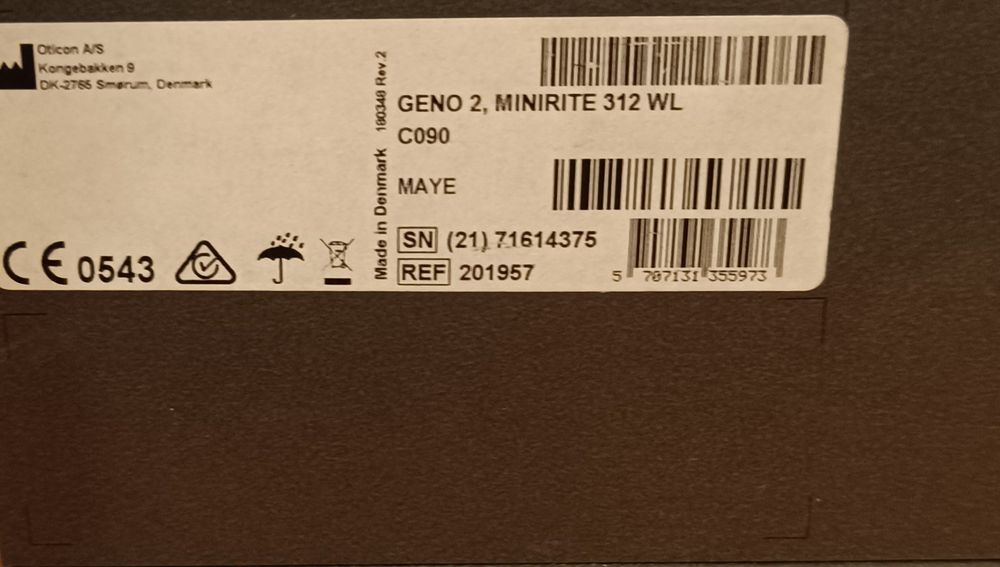 Oticon A/S
Kongebakken 9
DK-2765 Smørum, Denmark
CE 0543
Made in Denmark 180348 Rev.2
GENO 2, MINIRITE 312 WL
C090
MAYE
SN (21) 71614375
REF 201957
5 707131 355973